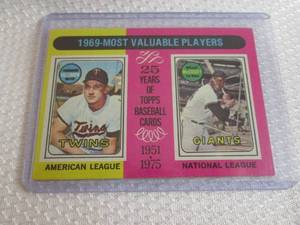 1969-MOST VALUABLE PLAYERS
25
YEARS OF
TOPPS
BASEBALL
CARDS
1951
1975
Twins
TWINS
GIANTS
AMERICAN LEAGUE
NATIONAL LEAGUE